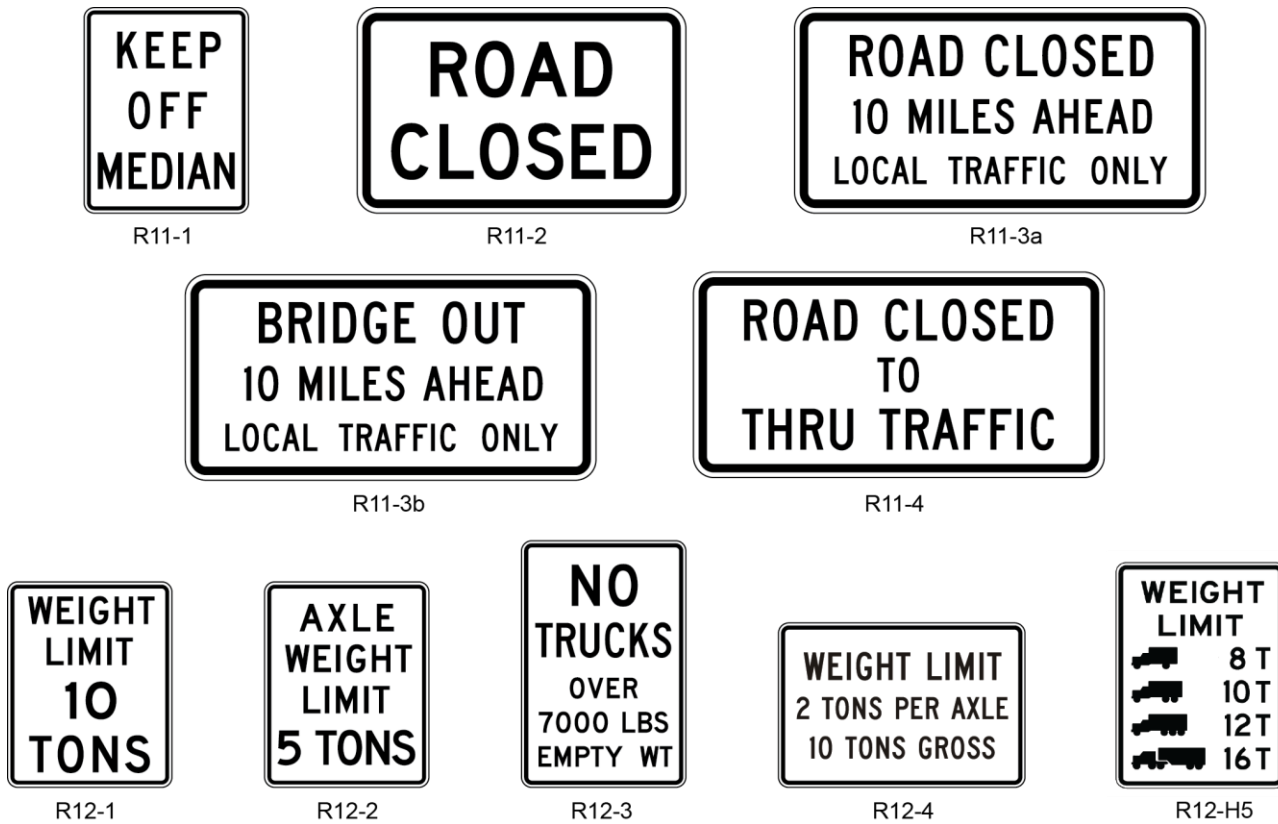 KEEP
OFF
MEDIAN
R11-1
ROAD
CLOSED
R11-2
ROAD CLOSED
10 MILES AHEAD
LOCAL TRAFFIC ONLY
R11-3a
BRIDGE OUT
10 MILES AHEAD
LOCAL TRAFFIC ONLY
R11-3b
ROAD CLOSED
TO
THRU TRAFFIC
R11-4
WEIGHT
LIMIT
10
TONS
R12-1
AXLE
WEIGHT
LIMIT
5 TONS
R12-2
NO
TRUCKS
OVER
7000 LBS
EMPTY WT
R12-3
WEIGHT LIMIT
2 TONS PER AXLE
10 TONS GROSS
R12-4
WEIGHT
LIMIT
8 T
10 T
12 T
16 T
R12-H5